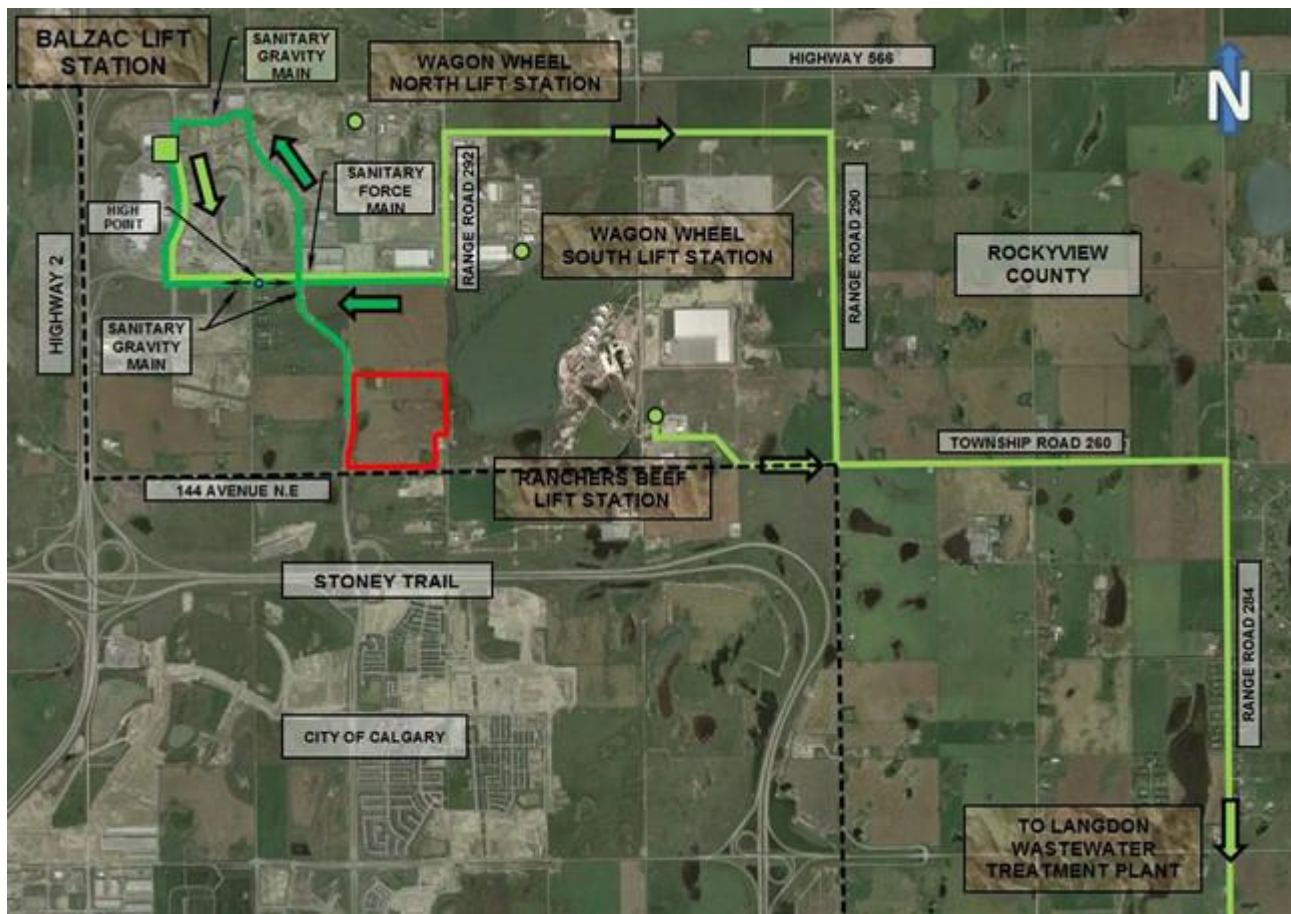 BALZAC LIFT
STATION
SANITARY
GRAVITY
MAIN
WAGON WHEEL
NORTH LIFT STATION
HIGHWAY 566
N
HIGH
POINT
SANITARY
FORCE
MAIN
RANGE ROAD 292
WAGON WHEEL
SOUTH LIFT STATION
RANGE ROAD 290
ROCKYVIEW
COUNTY
HIGHWAY 2
SANITARY
GRAVITY
MAIN
TOWNSHIP ROAD 260
144 AVENUE N.E
RANCHERS BEEF
LIFT STATION
STONEY TRAIL
RANGE ROAD 284
CITY OF CALGARY
TO LANGDON
WASTEWATER
TREATMENT PLANT